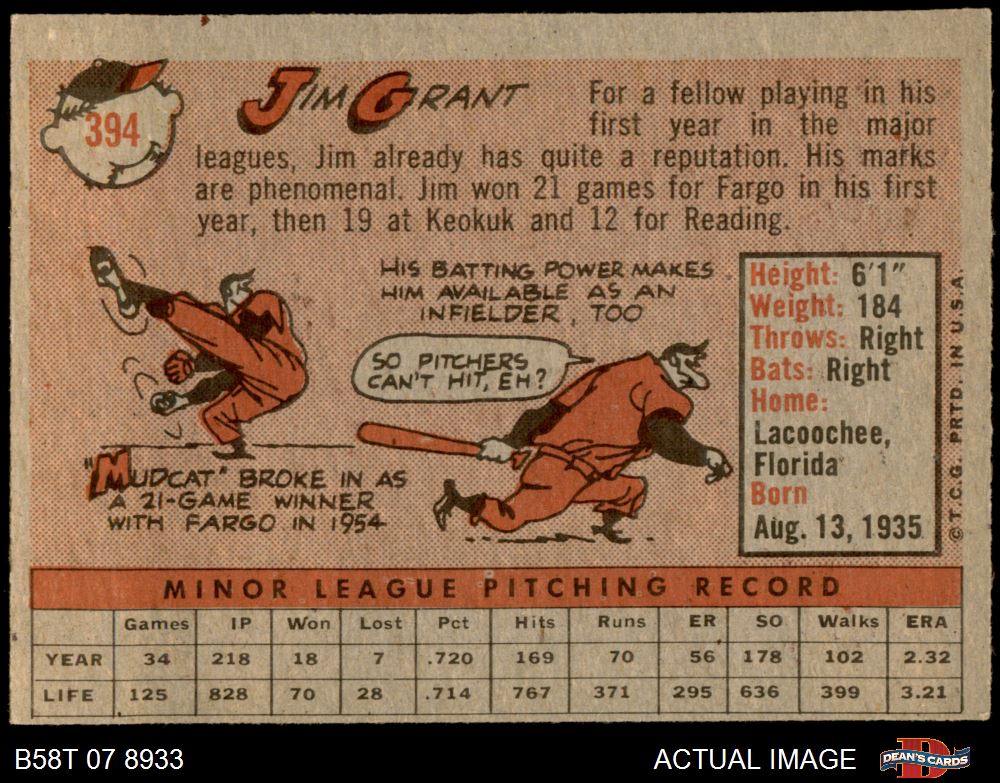 394
JIM GRANT
For a fellow playing in his
first year in the major
leagues, Jim already has quite a reputation. His marks
are phenomenal. Jim won 21 games for Fargo in his first
year, then 19 at Keokuk and 12 for Reading.
HIS BATTING POWER MAKES
HIM AVAILABLE AS AN
INFIELDER, TOO
SO PITCHERS
CAN'T HIT, EH?
"MUDCAT" BROKE IN AS
A 21-GAME WINNER
WITH FARGO IN 1954
Height: 6'1"
Weight: 184
Throws: Right
Bats: Right
Home:
Lacoochee,
Florida
Born
Aug. 13, 1935
© T.C.G. PRTD. IN U.S.A.
MINOR LEAGUE PITCHING RECORD
Games IP Won Lost Pct Hits Runs ER SO Walks ERA
YEAR 34 218 18 7 .720 169 70 56 178 102 2.32
LIFE 125 828 70 28 .714 767 371 295 636 399 3.21
B58T 07 8933
ACTUAL IMAGE
DEAN'S CARDS